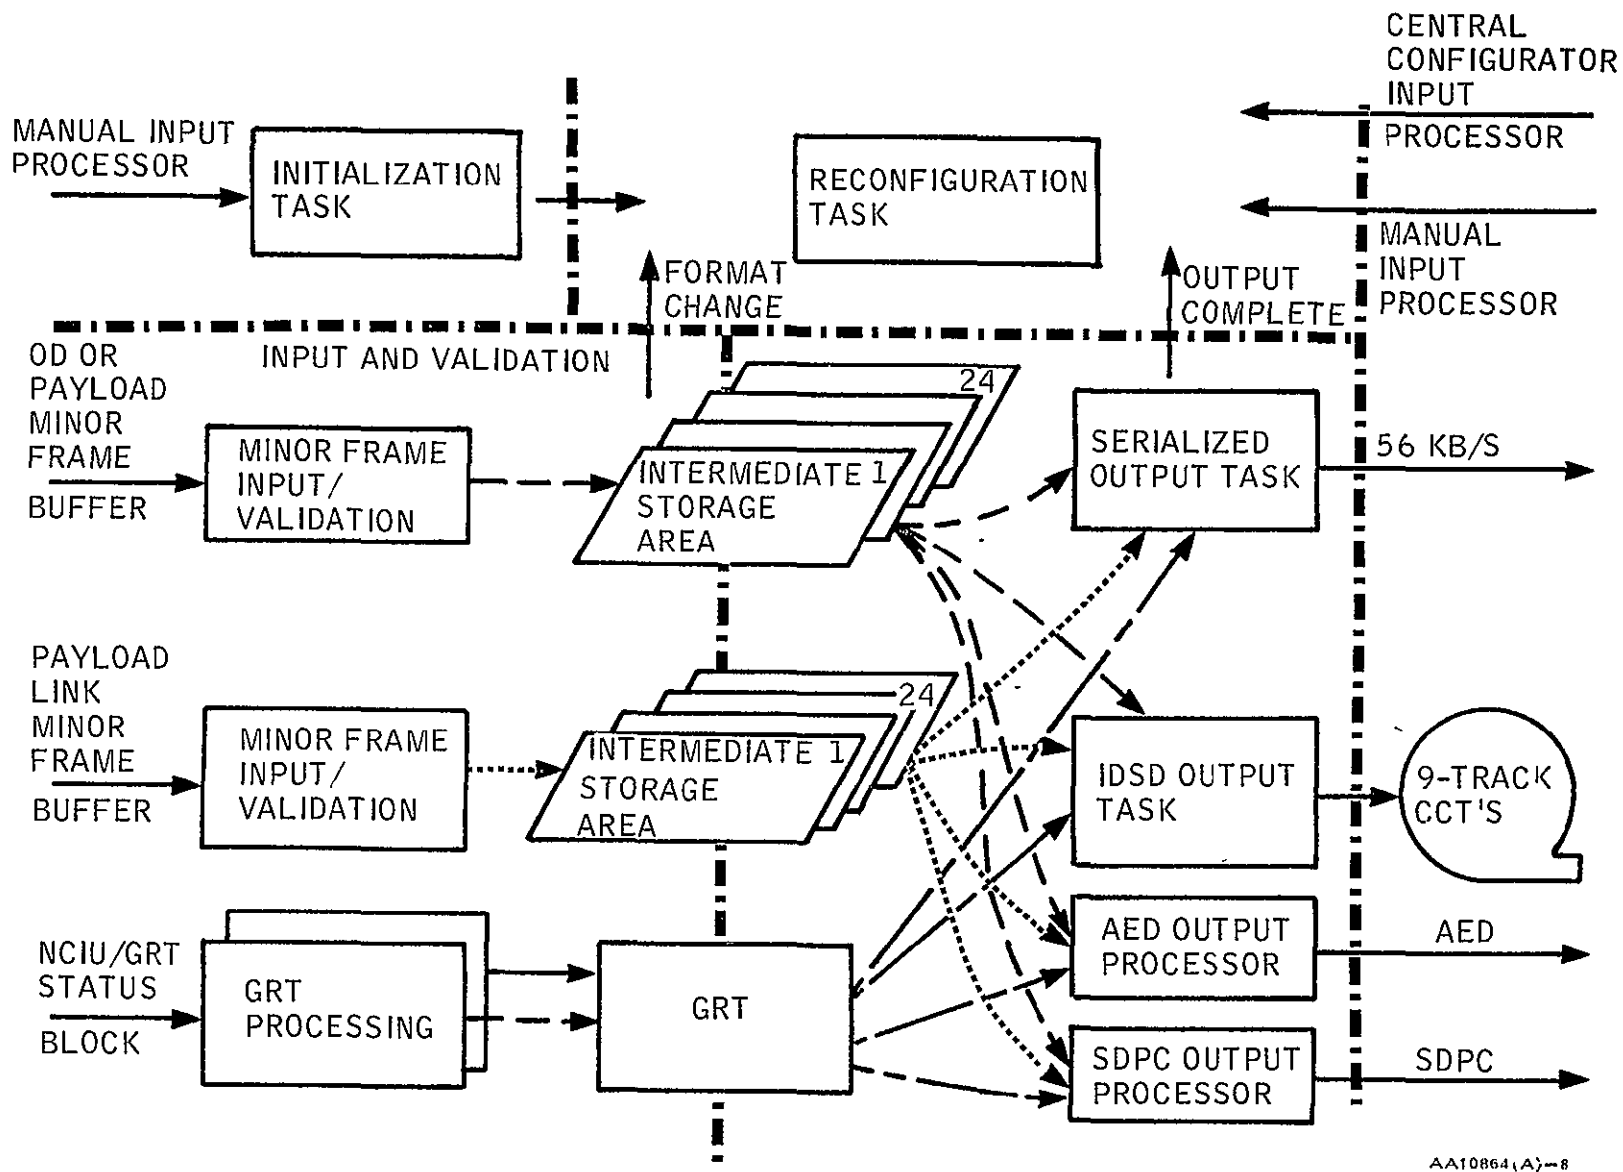 CENTRAL
CONFIGURATOR
INPUT
PROCESSOR
MANUAL INPUT
PROCESSOR
INITIALIZATION
TASK
RECONFIGURATION
TASK
MANUAL
INPUT
PROCESSOR
FORMAT
CHANGE
OUTPUT
COMPLETE
INPUT AND VALIDATION
OD OR
PAYLOAD
MINOR
FRAME
BUFFER
MINOR FRAME
INPUT/
VALIDATION
24
INTERMEDIATE 1
STORAGE
AREA
SERIALIZED
OUTPUT TASK
56 KB/S
PAYLOAD
LINK
MINOR
FRAME
BUFFER
MINOR FRAME
INPUT/
VALIDATION
24
INTERMEDIATE 1
STORAGE
AREA
IDSD OUTPUT
TASK
9-TRACK
CCT'S
NCIU/GRT
STATUS
BLOCK
GRT
PROCESSING
GRT
AED OUTPUT
PROCESSOR
AED
SDPC OUTPUT
PROCESSOR
SDPC
AA10864(A)-8